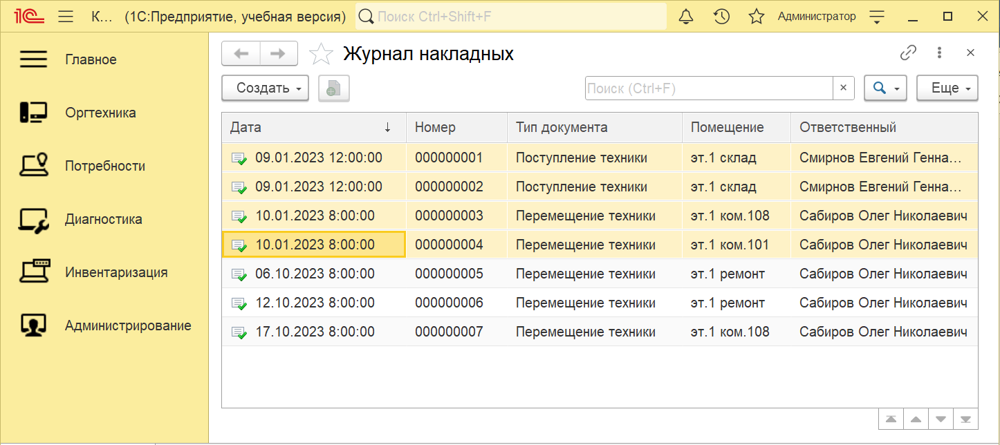 1С К... (1С:Предприятие, учебная версия) Поиск Ctrl+Shift+F Администратор
Главное
Оргтехника
Потребности
Диагностика
Инвентаризация
Администрирование
Журнал накладных
Создать Поиск (Ctrl+F) × Еще
Дата ↓ Номер Тип документа Помещение Ответственный
09.01.2023 12:00:00 000000001 Поступление техники эт.1 склад Смирнов Евгений Генна...
09.01.2023 12:00:00 000000002 Поступление техники эт.1 склад Смирнов Евгений Генна...
10.01.2023 8:00:00 000000003 Перемещение техники эт.1 ком.108 Сабиров Олег Николаевич
10.01.2023 8:00:00 000000004 Перемещение техники эт.1 ком.101 Сабиров Олег Николаевич
06.10.2023 8:00:00 000000005 Перемещение техники эт.1 ремонт Сабиров Олег Николаевич
12.10.2023 8:00:00 000000006 Перемещение техники эт.1 ремонт Сабиров Олег Николаевич
17.10.2023 8:00:00 000000007 Перемещение техники эт.1 ком.108 Сабиров Олег Николаевич